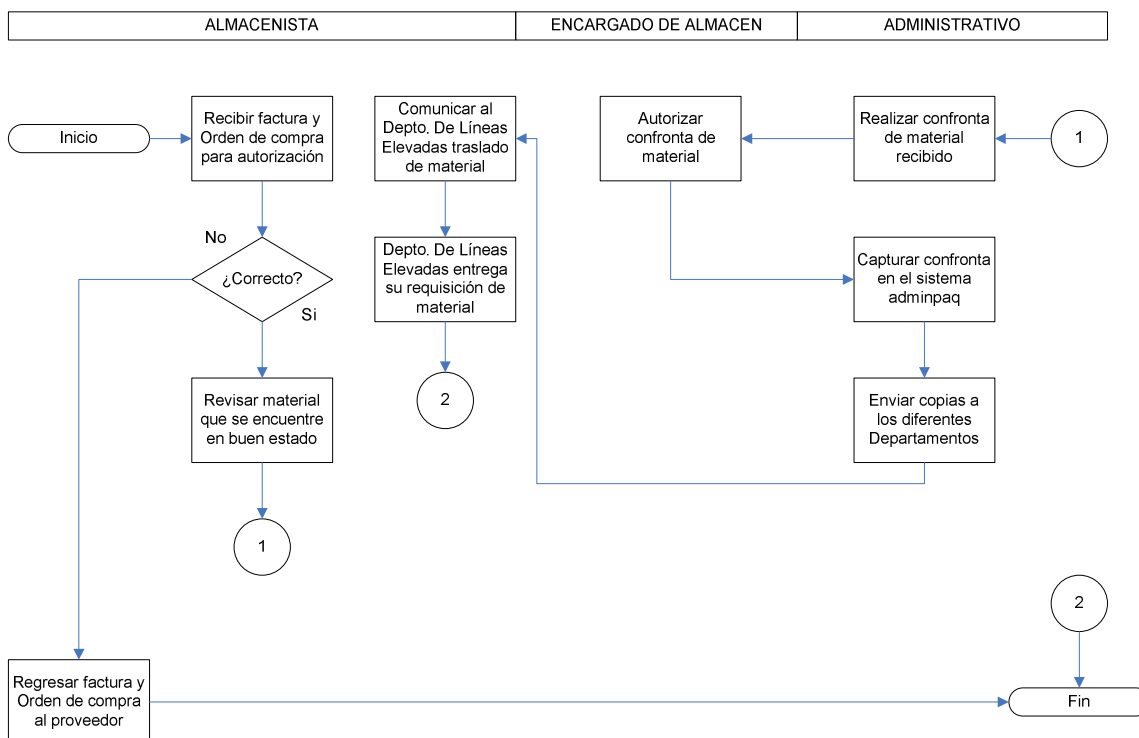 ALMACENISTA
ENCARGADO DE ALMACEN
ADMINISTRATIVO
Inicio
Recibir factura y
Orden de compra
para autorización
No
¿Correcto?
Si
Revisar material
que se encuentre
en buen estado
1
Regresar factura y
Orden de compra
al proveedor
Comunicar al
Depto. De Líneas
Elevadas traslado
de material
Depto. De Líneas
Elevadas entrega
su requisición de
material
2
Autorizar
confronta de
material
Realizar confronta
de material
recibido
1
Capturar confronta
en el sistema
adminpaq
Enviar copias a
los diferentes
Departamentos
2
Fin